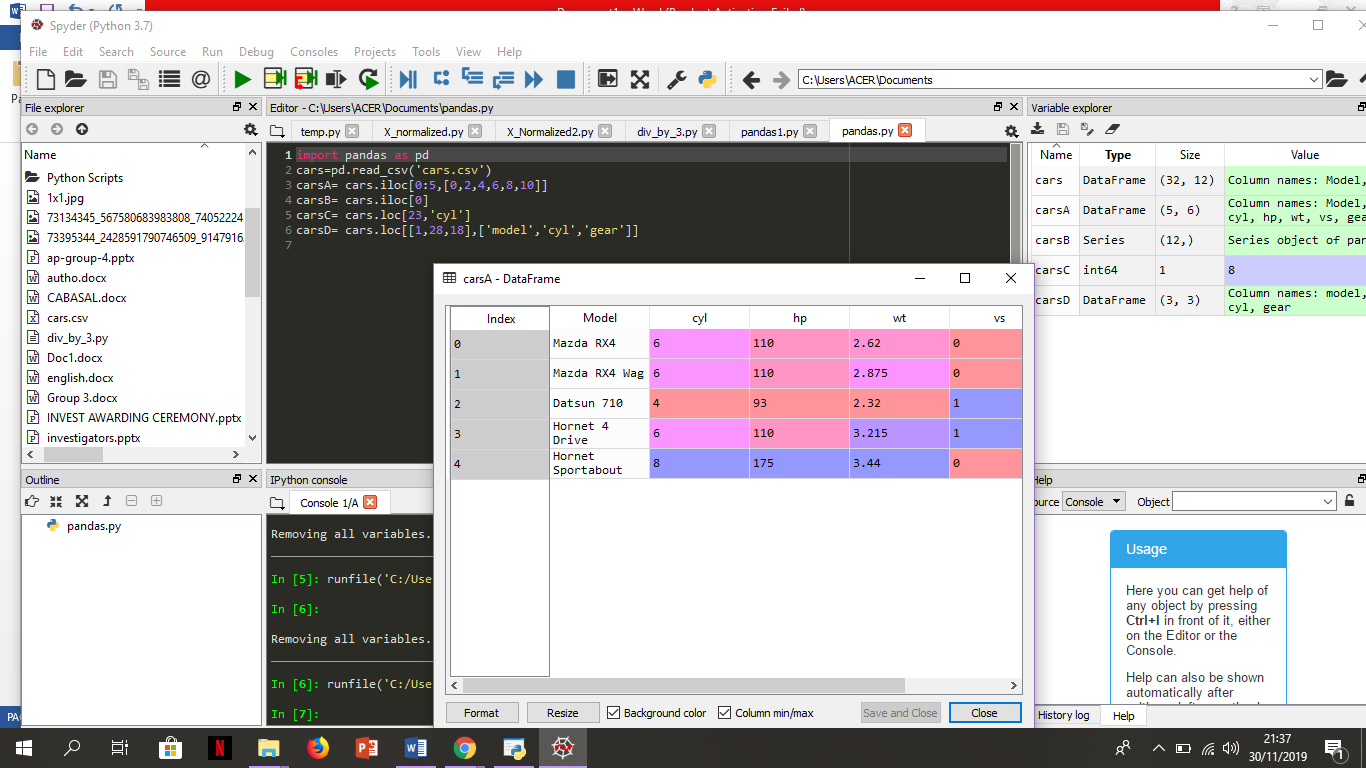 Spyder (Python 3.7)
File Edit Search Source Run Debug Consoles Projects Tools View Help
C:\Users\ACER\Documents
File explorer
Name
Python Scripts
1x1.jpg
73134345_567580683983808_74052224
73395344_2428591790746509_9147916
ap-group-4.pptx
autho.docx
CABASAL.docx
cars.csv
div_by_3.py
Doc1.docx
english.docx
Group 3.docx
INVEST AWARDING CEREMONY.pptx
investigators.pptx
Outline
pandas.py
Editor - C:\Users\ACER\Documents\pandas.py
temp.py X_normalized.py X_Normalized2.py div_by_3.py pandas1.py pandas.py
1 import pandas as pd
2 cars=pd.read_csv('cars.csv')
3 carsA= cars.iloc[0:5,[0,2,4,6,8,10]]
4 carsB= cars.iloc[0]
5 carsC= cars.loc[23,'cyl']
6 carsD= cars.loc[[1,28,18],['model','cyl','gear']]
7
IPython console
Console 1/A
Removing all variables.
In [5]: runfile('C:/Use
In [6]:
Removing all variables.
In [6]: runfile('C:/Use
In [7]:
carsA - DataFrame
Index Model cyl hp wt vs
0 Mazda RX4 6 110 2.62 0
1 Mazda RX4 Wag 6 110 2.875 0
2 Datsun 710 4 93 2.32 1
3 Hornet 4 Drive 6 110 3.215 1
4 Hornet Sportabout 8 175 3.44 0
Format Resize Background color Column min/max Save and Close Close
Variable explorer
Name Type Size Value
cars DataFrame (32, 12) Column names: Model,
carsA DataFrame (5, 6) Column names: Model,
cyl, hp, wt, vs, gea
carsB Series (12,) Series object of pan
carsC int64 1 8
carsD DataFrame (3, 3) Column names: model,
cyl, gear
Help
ource Console Object
Usage
Here you can get help of
any object by pressing
Ctrl+I in front of it, either
on the Editor or the
Console.
Help can also be shown
automatically after
History log Help
21:37
30/11/2019
1